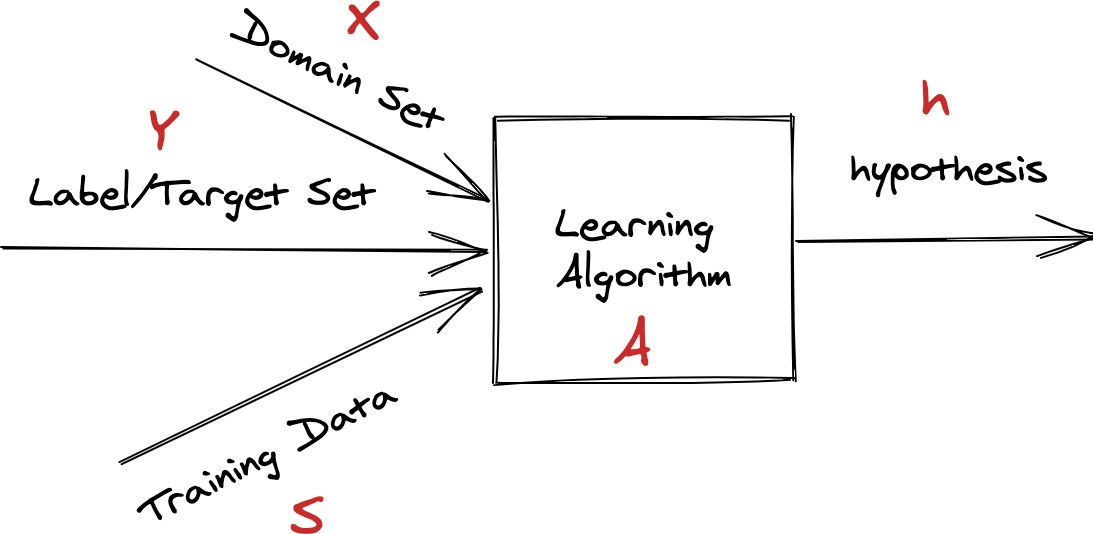 X
Domain Set
Y
Label/Target Set
Training Data
S
Learning
Algorithm
A
h
hypothesis